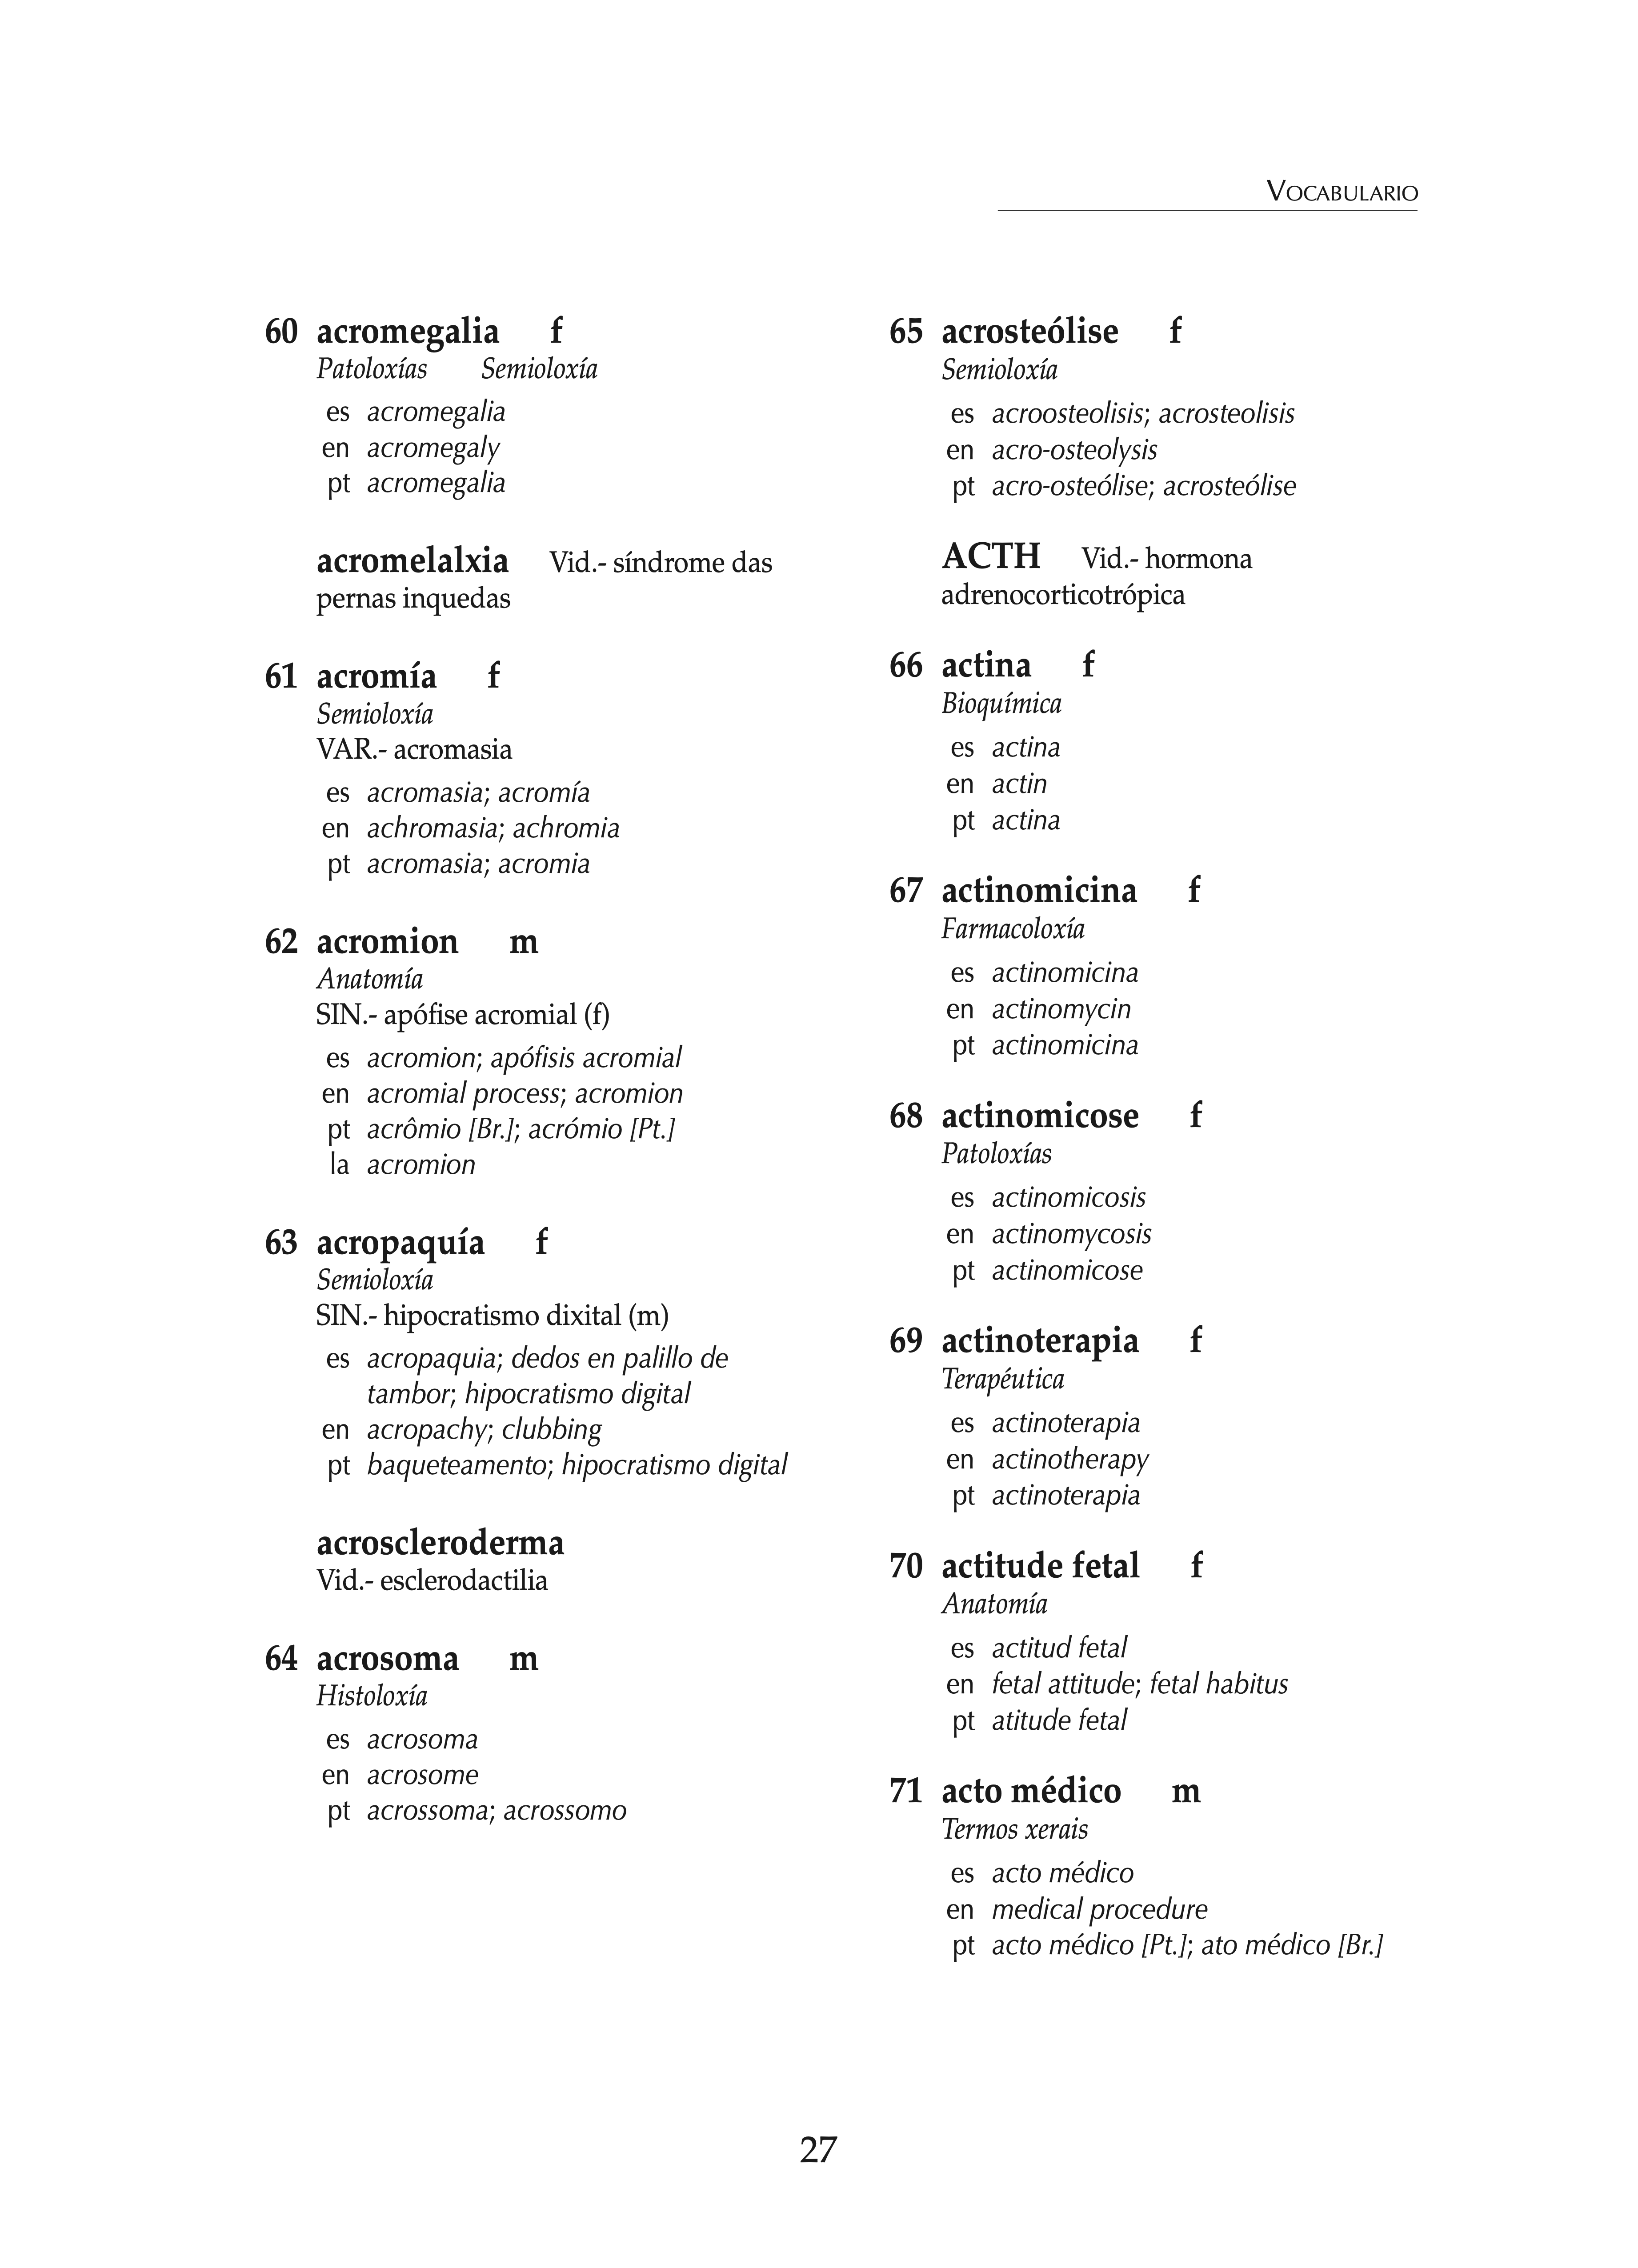 VOCABULARIO
60 acromegalia f
Patoloxías Semioloxía
es acromegalia
en acromegaly
pt acromegalia
acromelalxia Vid.- síndrome das
pernas inquedas
61 acromía f
Semioloxía
VAR.- acromasia
es acromasia; acromía
en achromasia; achromia
pt acromasia; acromia
62 acromion m
Anatomía
SIN.- apófise acromial (f)
es acromion; apófisis acromial
en acromial process; acromion
pt acrômio [Br.]; acrómio [Pt.]
la acromion
63 acropaquía f
Semioloxía
SIN.- hipocratismo dixital (m)
es acropaquia; dedos en palillo de
tambor; hipocratismo digital
en acropachy; clubbing
pt baqueteamento; hipocratismo digital
acroscleroderma
Vid.- esclerodactilia
64 acrosoma m
Histoloxía
es acrosoma
en acrosome
pt acrossoma; acrossomo
65 acrosteólise f
Semioloxía
es acroosteolisis; acrosteolisis
en acro-osteolysis
pt acro-osteólise; acrosteólise
ACTH Vid.- hormona
adrenocorticotrópica
66 actina f
Bioquímica
es actina
en actin
pt actina
67 actinomicina f
Farmacoloxía
es actinomicina
en actinomycin
pt actinomicina
68 actinomicose f
Patoloxías
es actinomicosis
en actinomycosis
pt actinomicose
69 actinoterapia f
Terapéutica
es actinoterapia
en actinotherapy
pt actinoterapia
70 actitude fetal f
Anatomía
es actitud fetal
en fetal attitude; fetal habitus
pt atitude fetal
71 acto médico m
Termos xerais
es acto médico
en medical procedure
pt acto médico [Pt.]; ato médico [Br.]
27